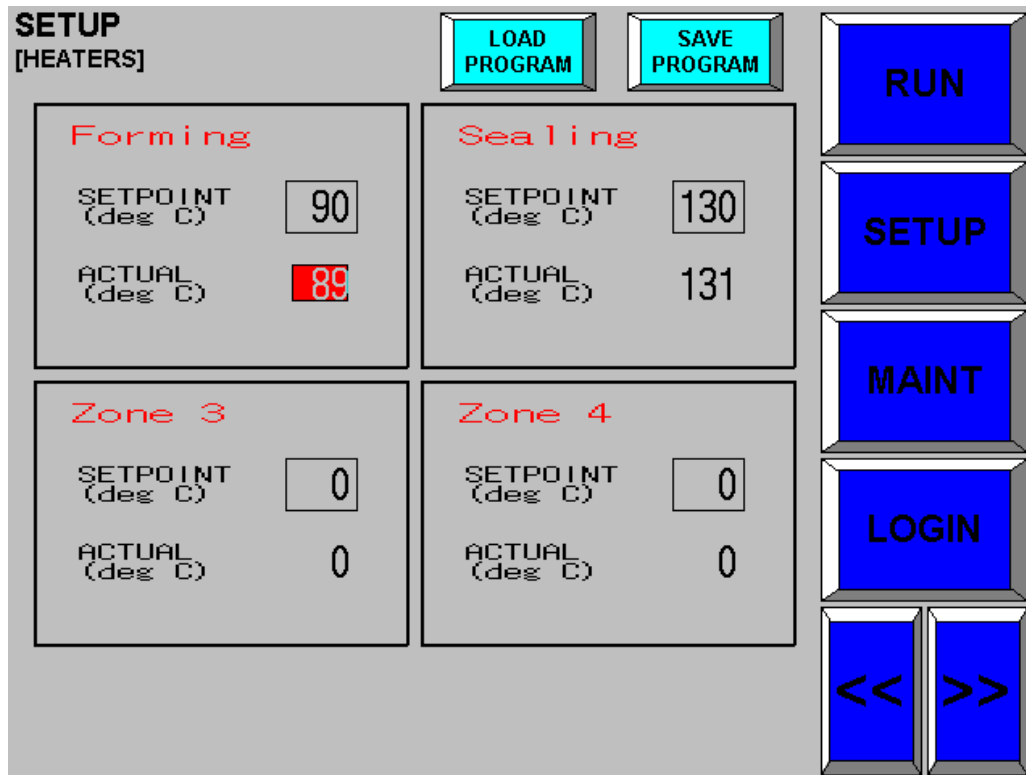 SETUP
[HEATERS]
LOAD
PROGRAM
SAVE
PROGRAM
Forming
SETPOINT
(deg C)
90
ACTUAL
(deg C)
89
Sealing
SETPOINT
(deg C)
130
ACTUAL
(deg C)
131
Zone 3
SETPOINT
(deg C)
0
ACTUAL
(deg C)
0
Zone 4
SETPOINT
(deg C)
0
ACTUAL
(deg C)
0
RUN
SETUP
MAINT
LOGIN
<< >>